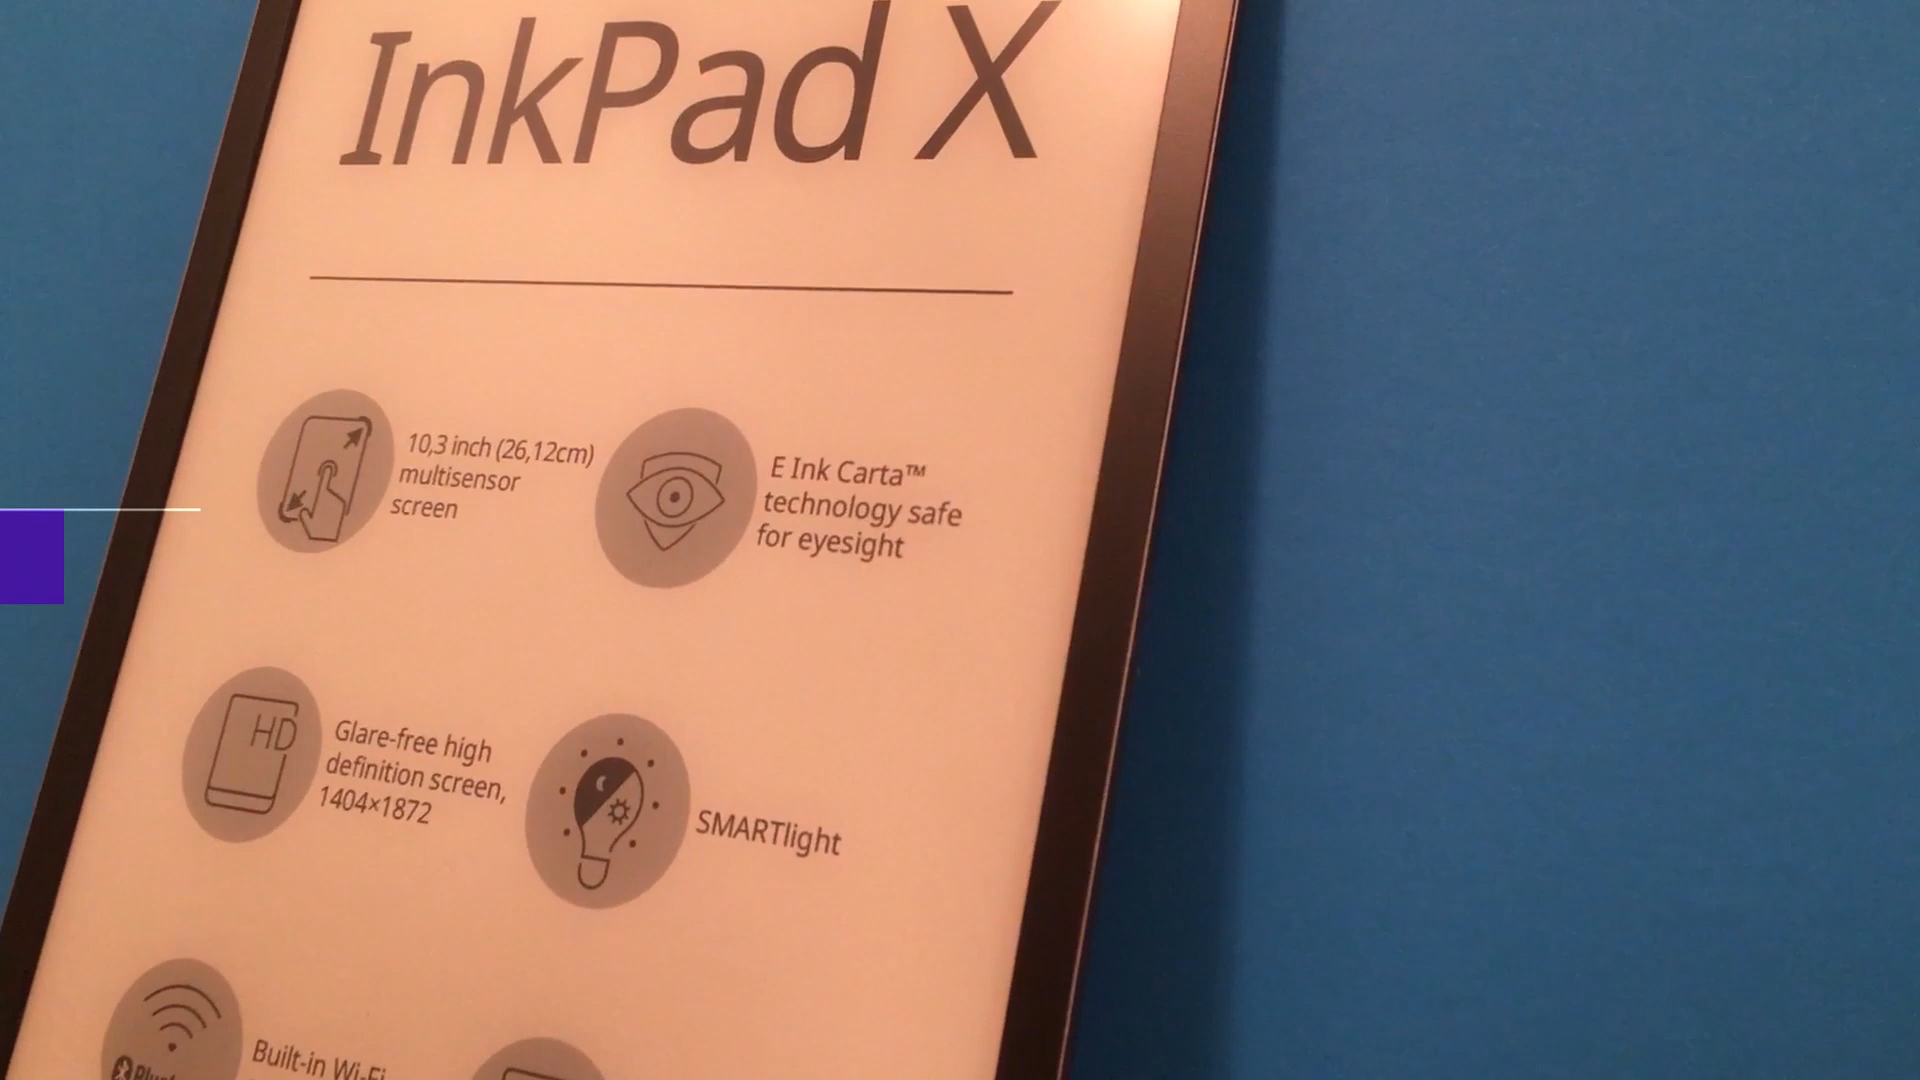 InkPad X
10,3 inch (26,12cm)
multisensor
screen
E Ink Carta™
technology safe
for eyesight
HD
Glare-free high
definition screen,
1404×1872
SMARTlight
Built-in Wi-Fi